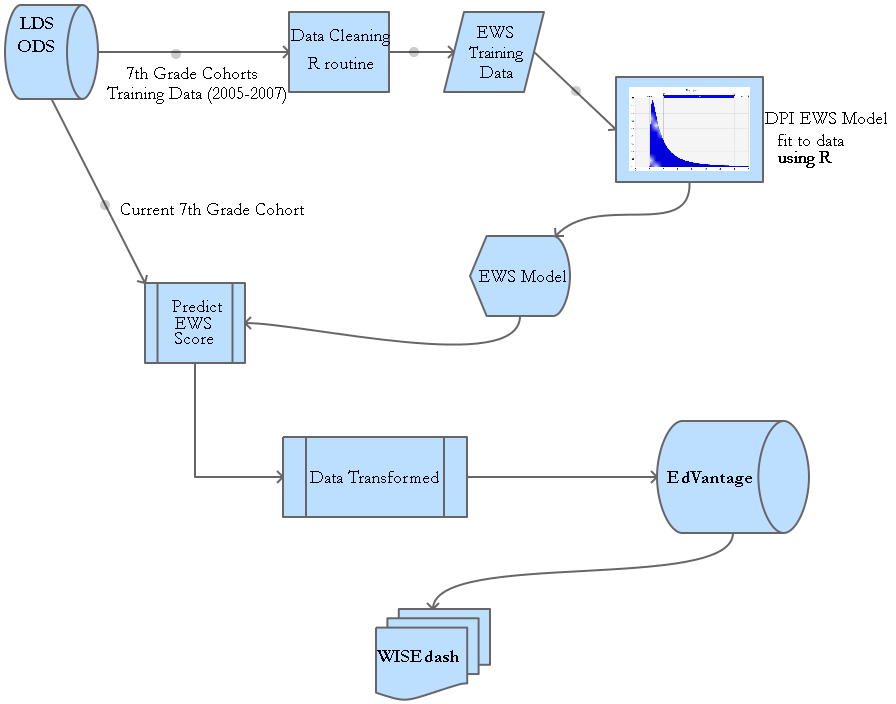 LDS
ODS
Data Cleaning
R routine
EWS
Training
Data
7th Grade Cohorts
Training Data (2005-2007)
DPI EWS Model
fit to data
using R
Current 7th Grade Cohort
EWS Model
Predict
EWS
Score
Data Transformed
EdVantage
WISEdash